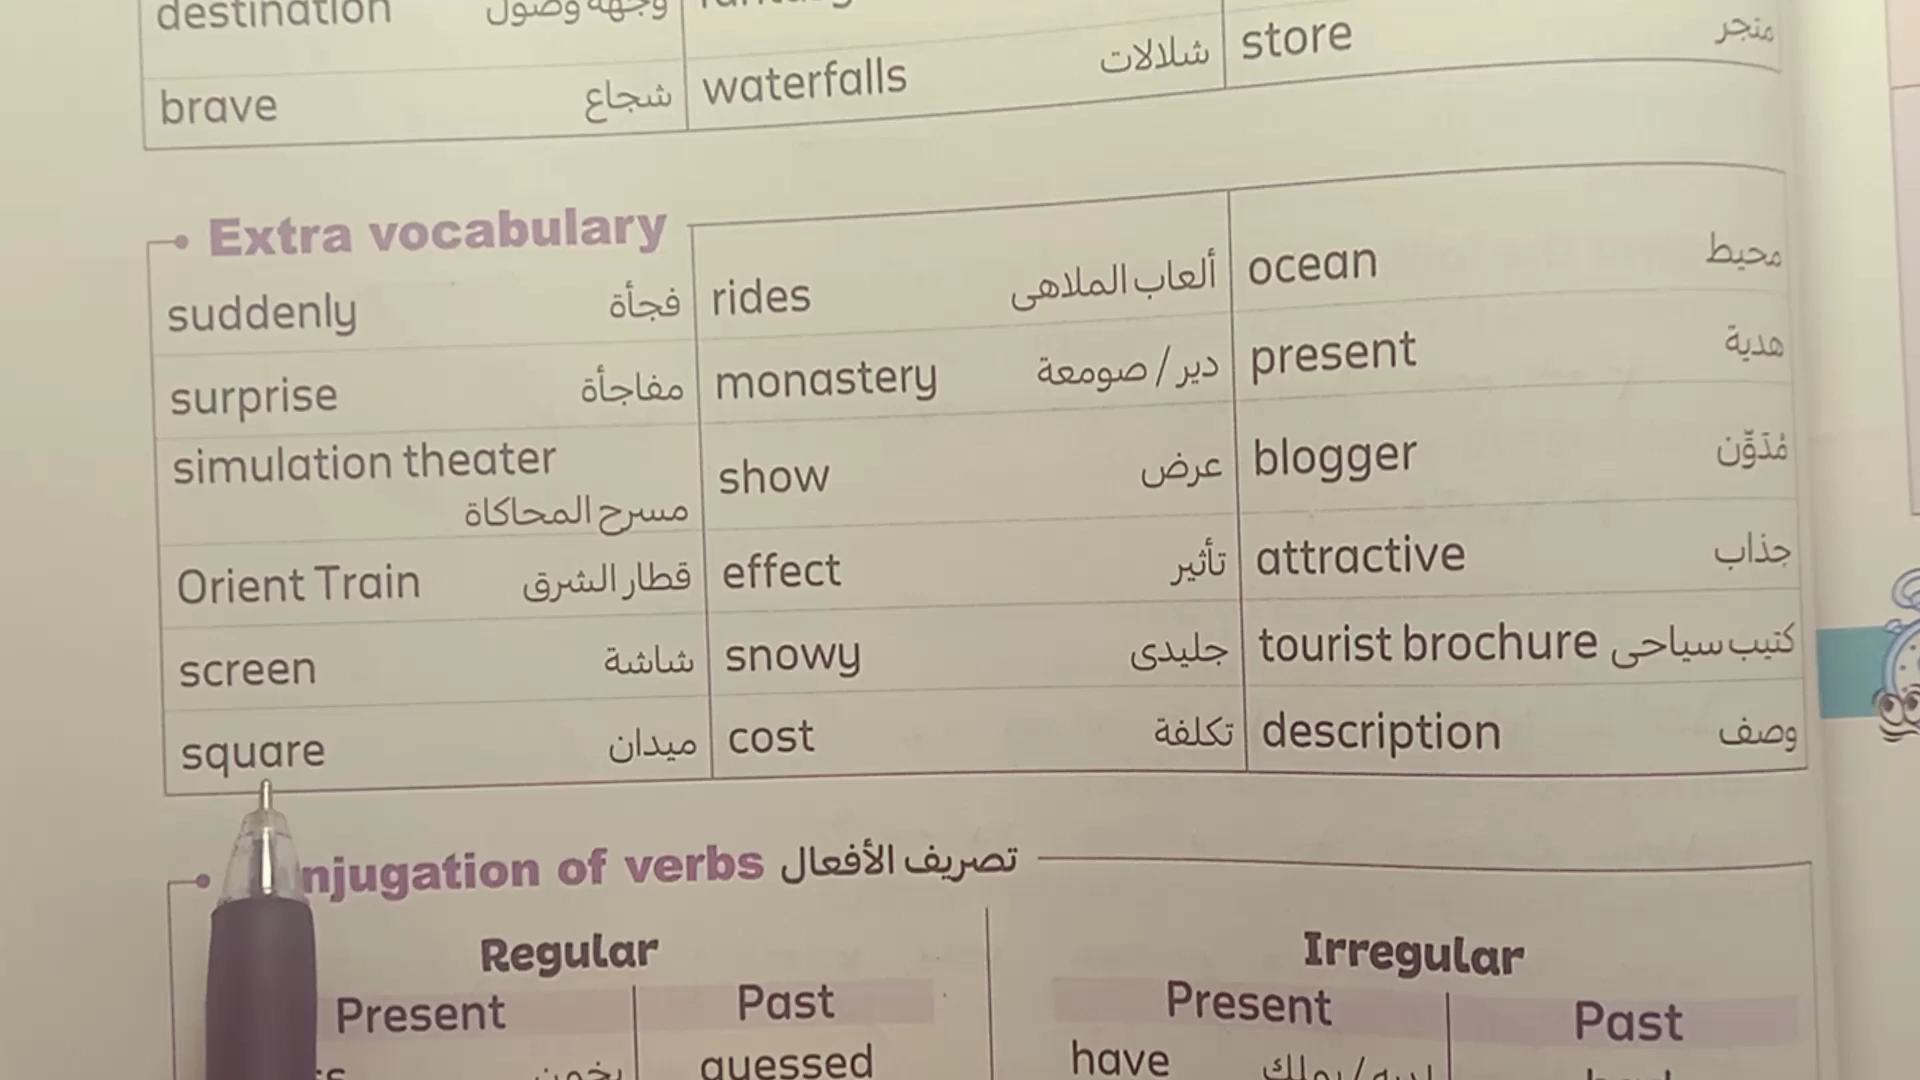 destination وجهة وصول
store متجر
brave شجاع waterfalls شلالات
Extra vocabulary
suddenly فجأة rides ألعاب الملاهى ocean محيط
surprise مفاجأة monastery دير / صومعة present هدية
simulation theater show عرض blogger مُدَوِّن
مسرح المحاكاة
Orient Train قطار الشرق effect تأثير attractive جذاب
screen شاشة snowy جليدى tourist brochure كتيب سياحى
square ميدان cost تكلفة description وصف
njugation of verbs تصريف الأفعال
Regular Irregular
Present Past Present Past
guessed have